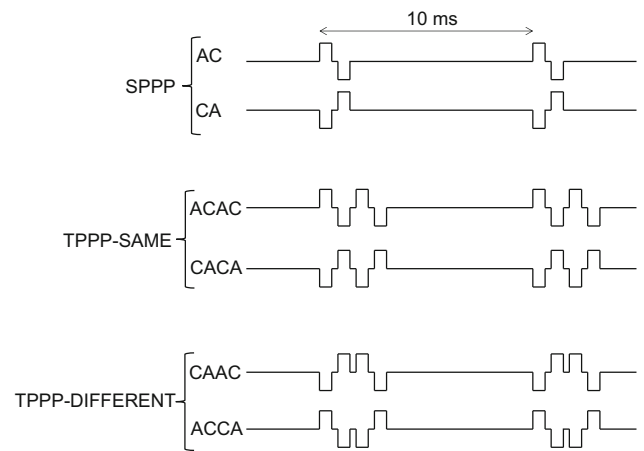 10 ms
AC
SPPP
CA
ACAC
TPPP-SAME
CACA
CAAC
TPPP-DIFFERENT
ACCA